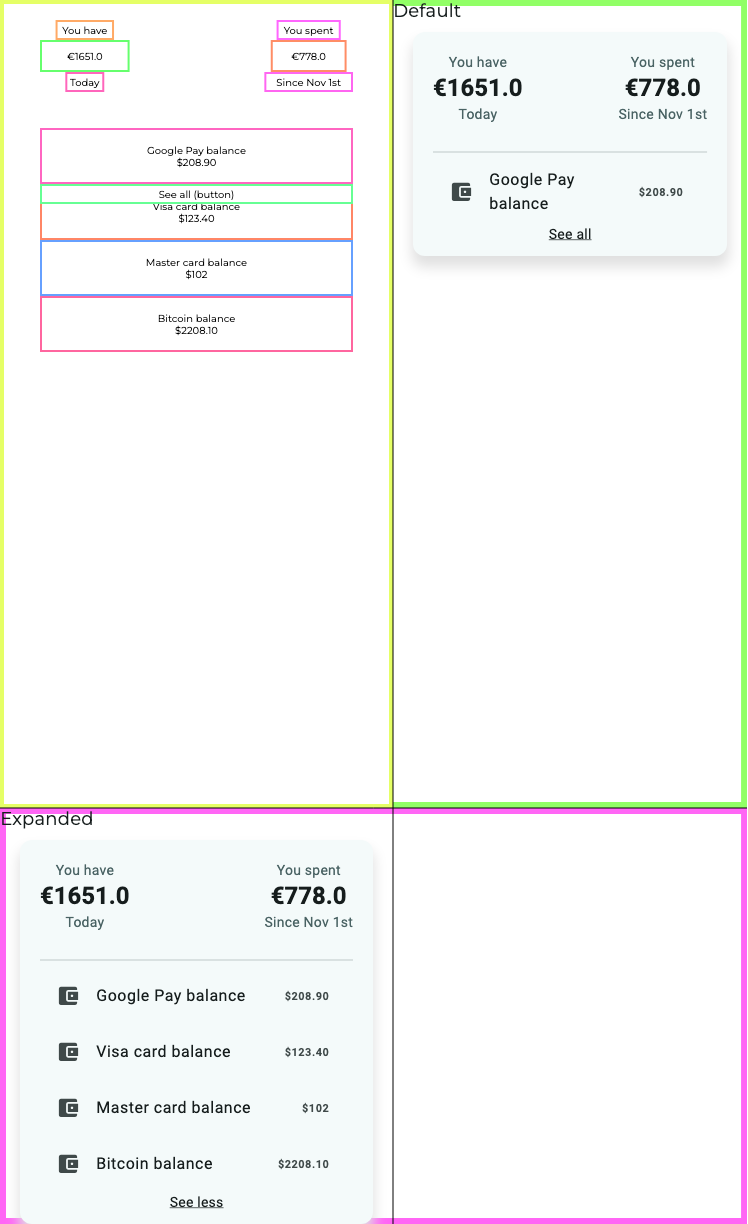 You have
€1651.0
Today
You spent
€778.0
Since Nov 1st
Google Pay balance
$208.90
See all (button)
Visa card balance
$123.40
Master card balance
$102
Bitcoin balance
$2208.10
Default
You have
€1651.0
Today
You spent
€778.0
Since Nov 1st
Google Pay
balance
$208.90
See all
Expanded
You have
€1651.0
Today
You spent
€778.0
Since Nov 1st
Google Pay balance $208.90
Visa card balance $123.40
Master card balance $102
Bitcoin balance $2208.10
See less